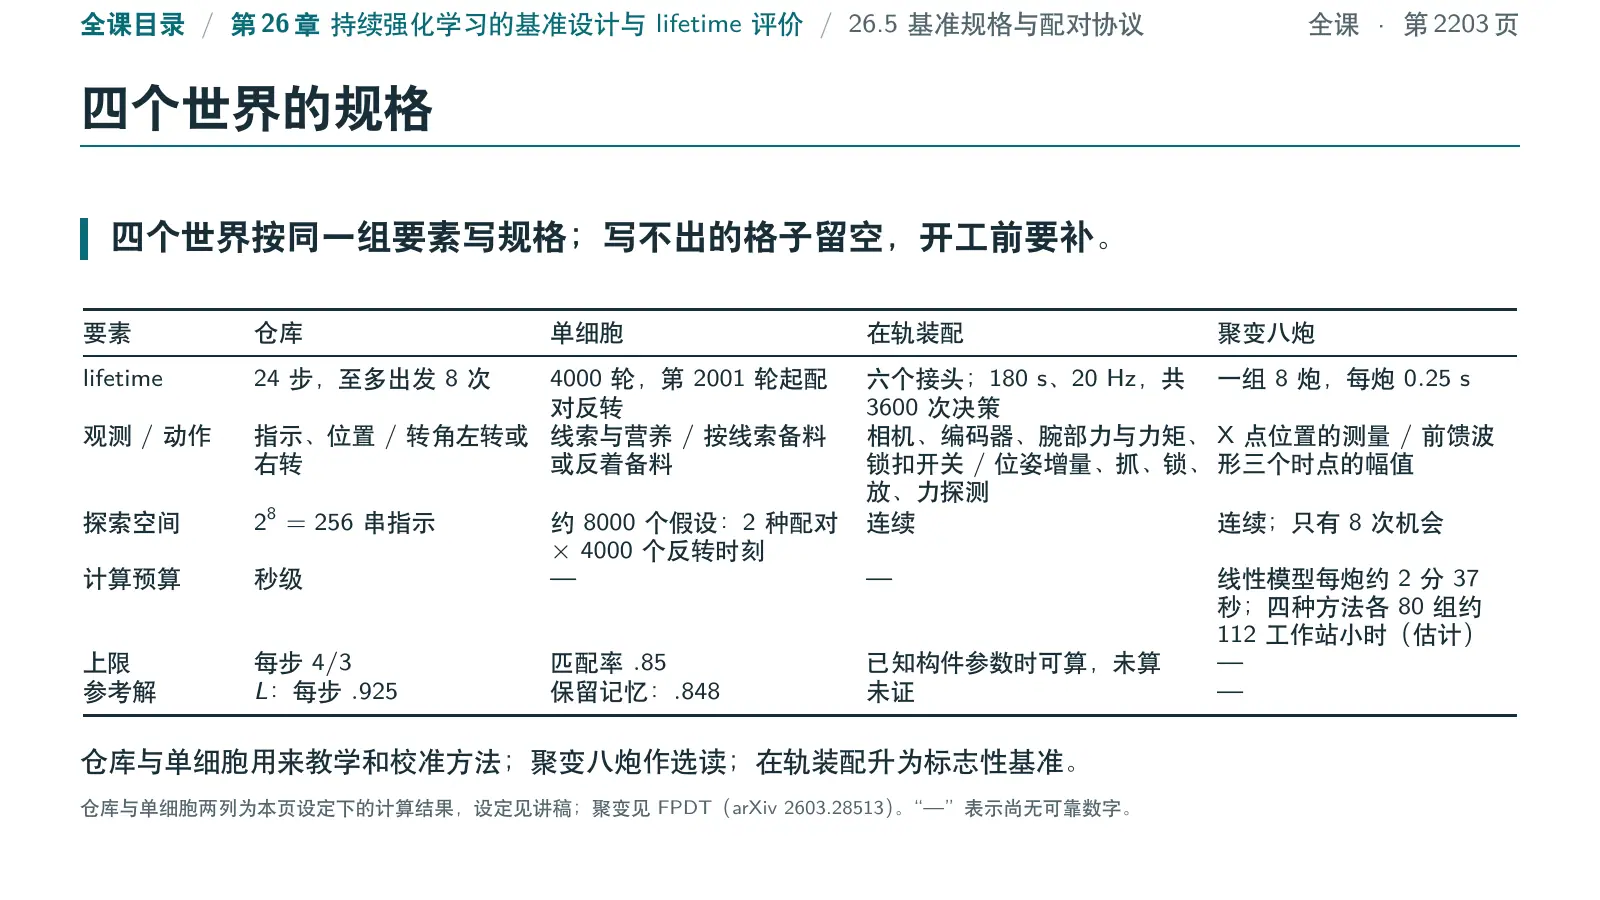 全课目录 / 第 26 章 持续强化学习的基准设计与 lifetime 评价 / 26.5 基准规格与配对协议 全课 · 第 2203 页
四个世界的规格
四个世界按同一组要素写规格；写不出的格子留空，开工前要补。
要素 仓库 单细胞 在轨装配 聚变八炮
lifetime 24 步，至多出发 8 次 4000 轮，第 2001 轮起配对反转 六个接头；180 s、20 Hz，共 3600 次决策 一组 8 炮，每炮 0.25 s
观测 / 动作 指示、位置 / 转角左转或右转 线索与营养 / 按线索备料或反着备料 相机、编码器、腕部力与力矩、锁扣开关 / 位姿增量、抓、锁、放、力探测 X 点位置的测量 / 前馈波形三个时点的幅值
探索空间 2⁸ = 256 串指示 约 8000 个假设：2 种配对 × 4000 个反转时刻 连续 连续；只有 8 次机会
计算预算 秒级 — — 线性模型每炮约 2 分 37 秒；四种方法各 80 组约 112 工作站小时（估计）
上限 每步 4/3 匹配率 .85 已知构件参数时可算，未算 —
参考解 L：每步 .925 保留记忆：.848 未证 —
仓库与单细胞用来教学和校准方法；聚变八炮作选读；在轨装配升为标志性基准。
仓库与单细胞两列为本页设定下的计算结果，设定见讲稿；聚变见 FPDT（arXiv 2603.28513）。“—” 表示尚无可靠数字。